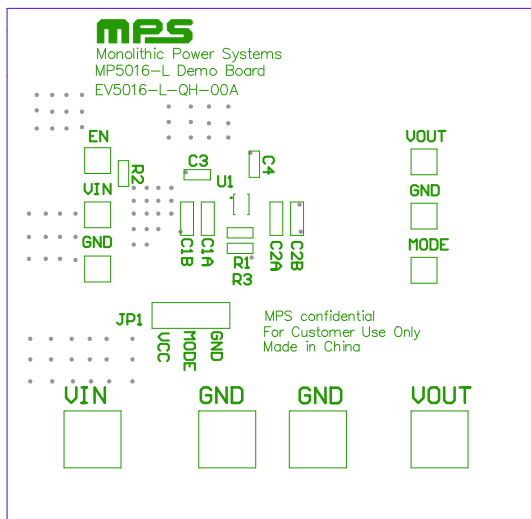 mps
Monolithic Power Systems
MP5016-L Demo Board
EV5016-L-QH-00A
EN
VOUT
C3
C4
R2
U1
VIN
GND
GND
MODE
C1B
C1A
C2A
C2B
R1
R3
JP1
VCC
MODE
GND
MPS confidential
For Customer Use Only
Made in China
VIN
GND
GND
VOUT